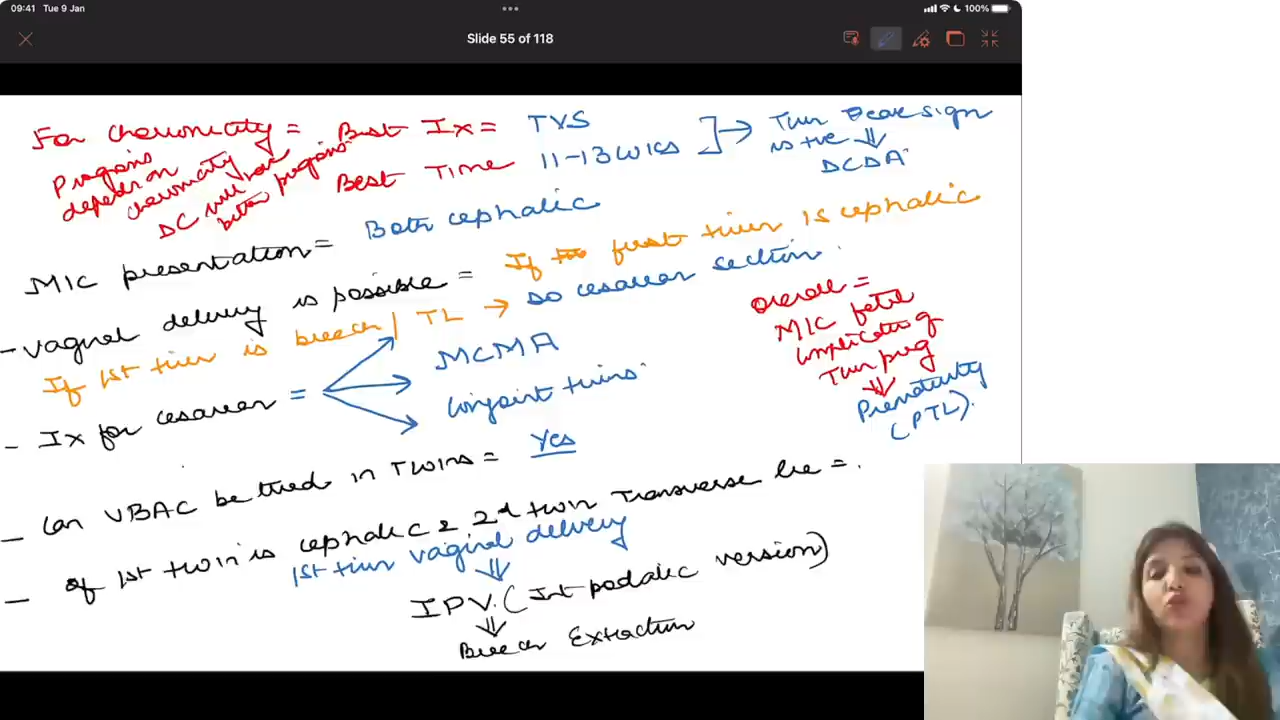 09:41 Tue 9 Jan
100%
Slide 55 of 118
For Chorionicity = Best Ix = TVS
Best Time 11-13 wks
Twin Peak sign
is +ve
DCDA
Prognosis
depends on
chorionicity
DC will have
better prognosis
MIC presentation = Both cephalic
- Vaginal delivery is possible = If first twin is cephalic
If 1st twin is breech / TL → do cesarean section
- Ix for cesarean =
MCMA
Conjoint twins
Overall =
MIC fetal
implication of
Twin preg
Prematurity
(PTL).
- Can VBAC be tried in Twins = Yes
- If 1st twin is cephalic & 2nd twin Transverse lie =
1st twin vaginal delivery
IPV. (Int podalic version)
Breech Extraction